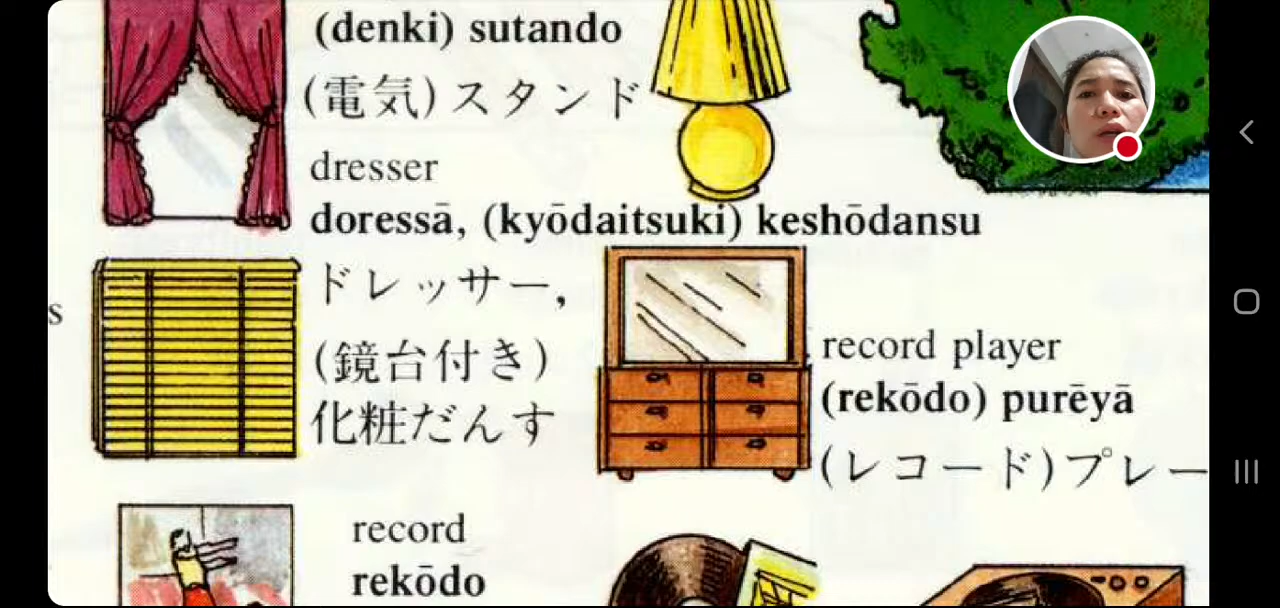 (denki) sutando
(電気)スタンド
dresser
doressā, (kyōdaitsuki) keshōdansu
ドレッサー,
(鏡台付き)
化粧だんす
s
record player
(rekōdo) purēyā
(レコード)プレー
record
rekōdo